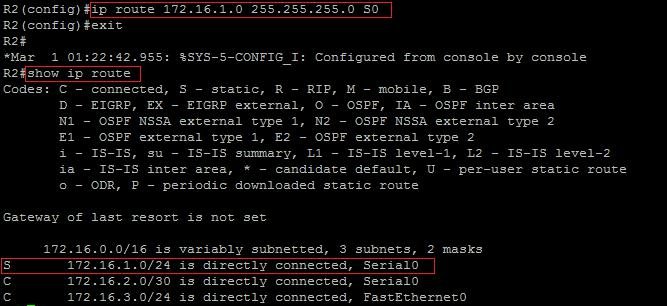 R2(config)#ip route 172.16.1.0 255.255.255.0 S0
R2(config)#exit
R2#
*Mar  1 01:22:42.955: %SYS-5-CONFIG_I: Configured from console by console
R2#show ip route
Codes: C - connected, S - static, R - RIP, M - mobile, B - BGP
       D - EIGRP, EX - EIGRP external, O - OSPF, IA - OSPF inter area
       N1 - OSPF NSSA external type 1, N2 - OSPF NSSA external type 2
       E1 - OSPF external type 1, E2 - OSPF external type 2
       i - IS-IS, su - IS-IS summary, L1 - IS-IS level-1, L2 - IS-IS level-2
       ia - IS-IS inter area, * - candidate default, U - per-user static route
       o - ODR, P - periodic downloaded static route
Gateway of last resort is not set
     172.16.0.0/16 is variably subnetted, 3 subnets, 2 masks
S       172.16.1.0/24 is directly connected, Serial0
C       172.16.2.0/30 is directly connected, Serial0
C       172.16.3.0/24 is directly connected, FastEthernet0